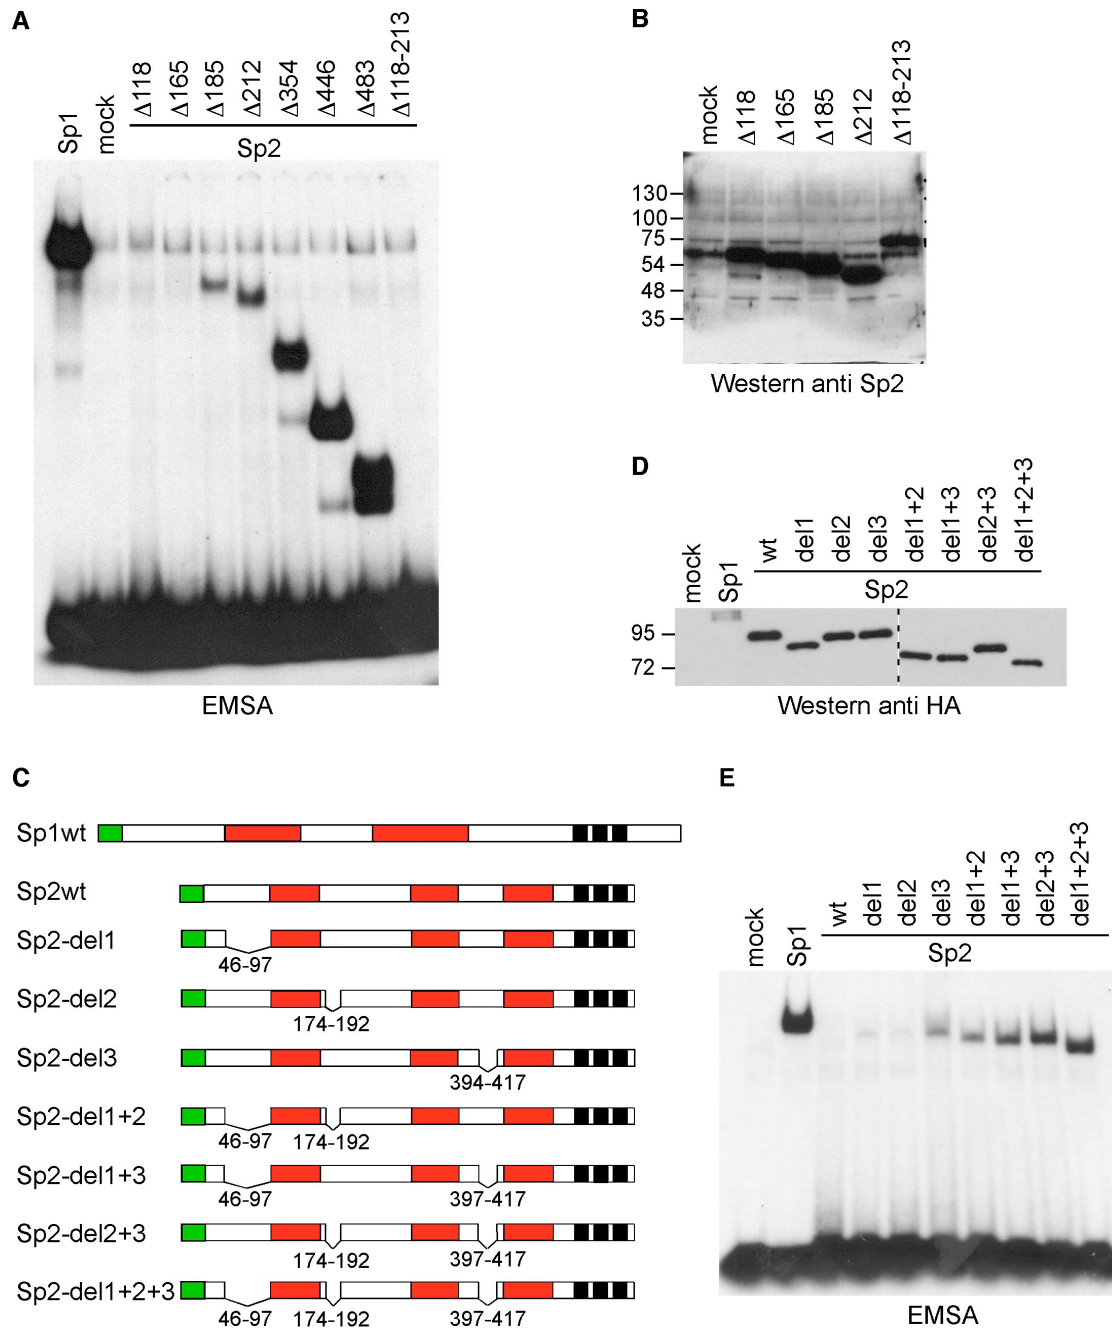 A
Sp1
mock
Δ118
Δ165
Δ185
Δ212
Δ354
Δ446
Δ483
Δ118-213
Sp2
EMSA
B
mock
Δ118
Δ165
Δ185
Δ212
Δ118-213
130
100
75
54
48
35
Western anti Sp2
D
mock
Sp1
wt
del1
del2
del3
del1+2
del1+3
del2+3
del1+2+3
Sp2
95
72
Western anti HA
C
Sp1wt
Sp2wt
Sp2-del1
46-97
Sp2-del2
174-192
Sp2-del3
394-417
Sp2-del1+2
46-97 174-192
Sp2-del1+3
46-97 397-417
Sp2-del2+3
174-192 397-417
Sp2-del1+2+3
46-97 174-192 397-417
E
mock
Sp1
wt
del1
del2
del3
del1+2
del1+3
del2+3
del1+2+3
Sp2
EMSA